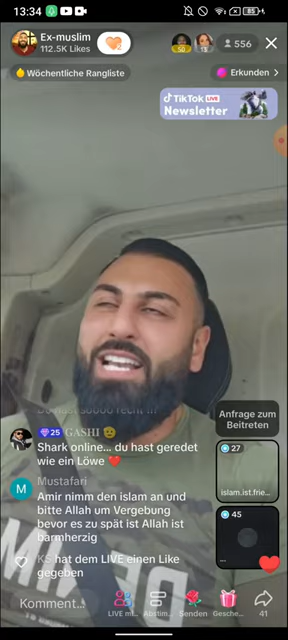 13:34
85
Ex-muslim
112.5K Likes
556
Wöchentliche Rangliste
Erkunden >
TikTok LIVE
Newsletter
Anfrage zum
Beitreten
25 GASHI
Shark online... du hast geredet
wie ein Löwe ❤️
27
islam.ist.frie...
M
Mustafari
Amir nimm den islam an und
bitte Allah um Vergebung
bevor es zu spät ist Allah ist
barmherzig
45
...
KS hat dem LIVE einen Like
gegeben
Komment...
LIVE mit...
Abstim...
Senden
Gesche...
41